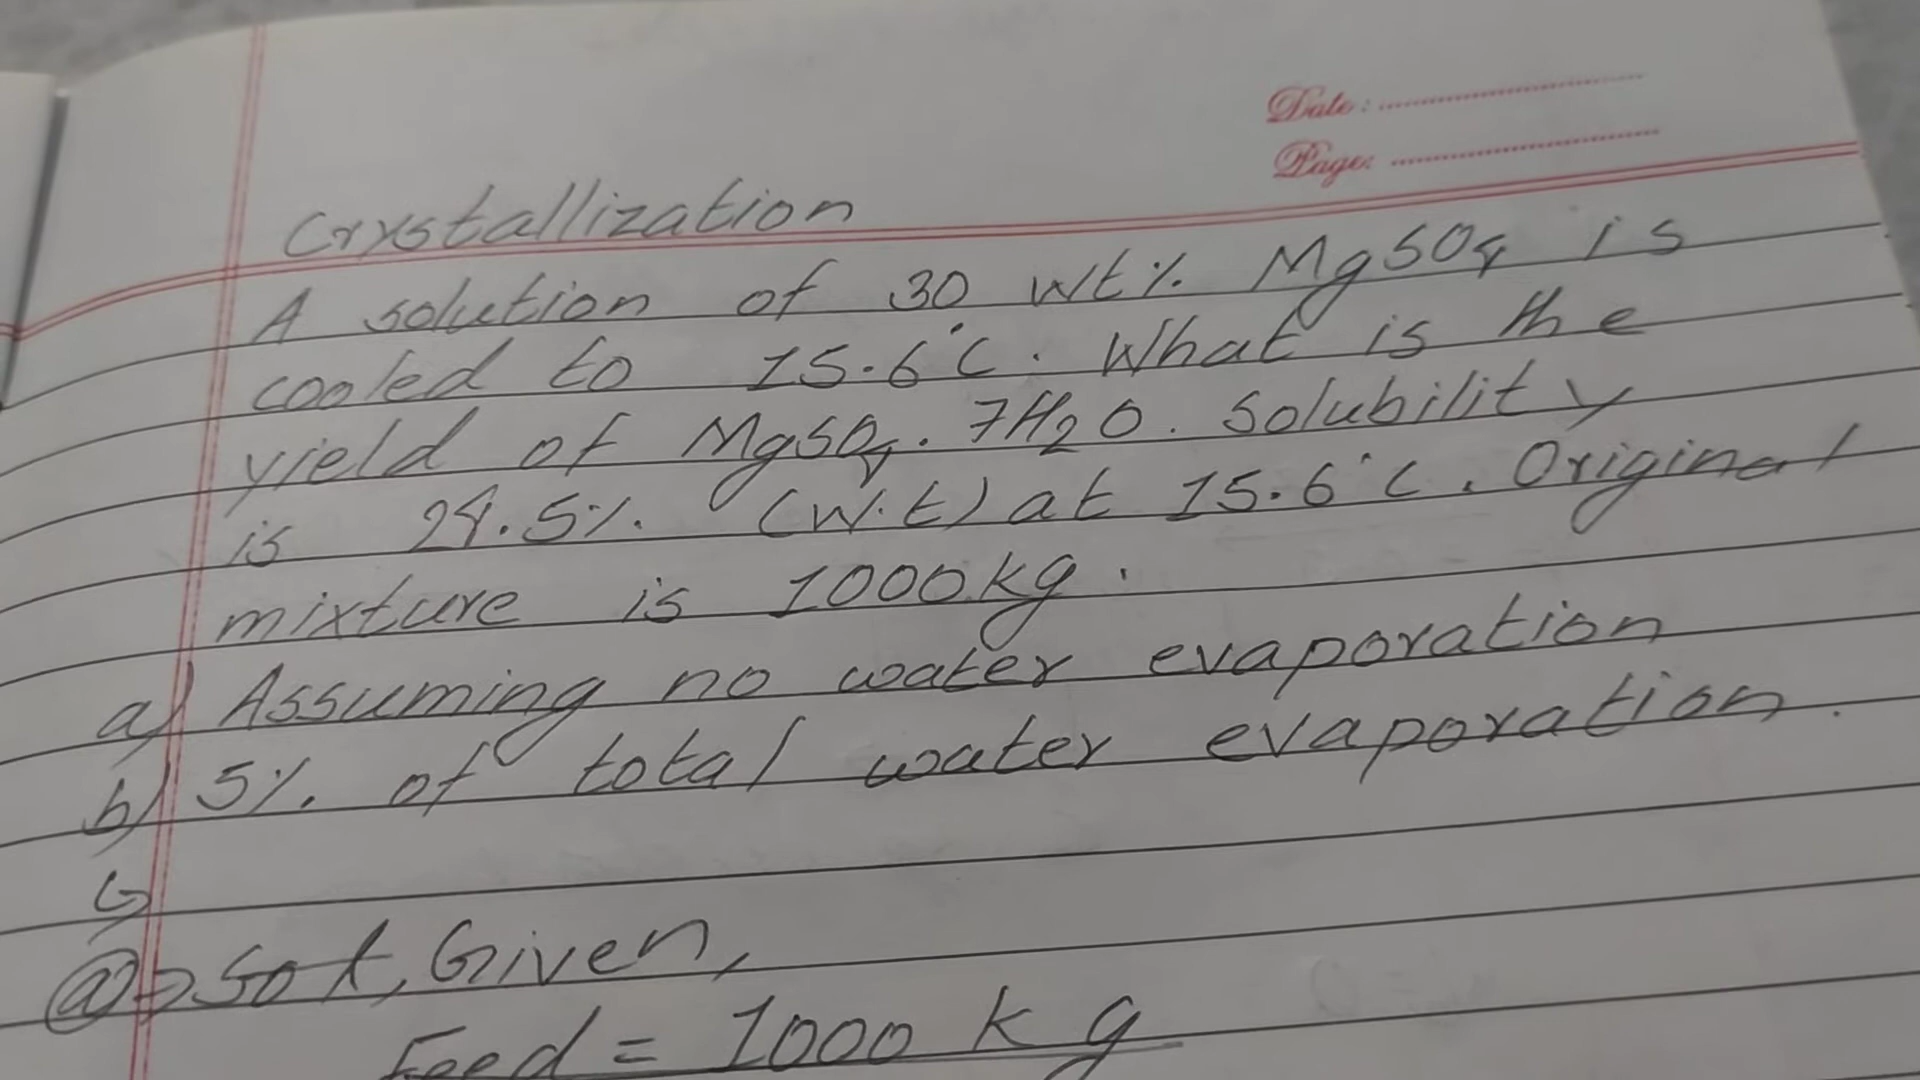 Date: ..........
Page: ..........
Crystallization
A solution of 30 wt% MgSO4 is
cooled to 15.6°C. What is the
yield of MgSO4. 7H2O. Solubility
is 24.5% (W.t) at 15.6°C. Original
mixture is 1000kg.
a) Assuming no water evaporation
b) 5% of total water evaporation.
@→ Sol, Given,
Feed = 1000 kg